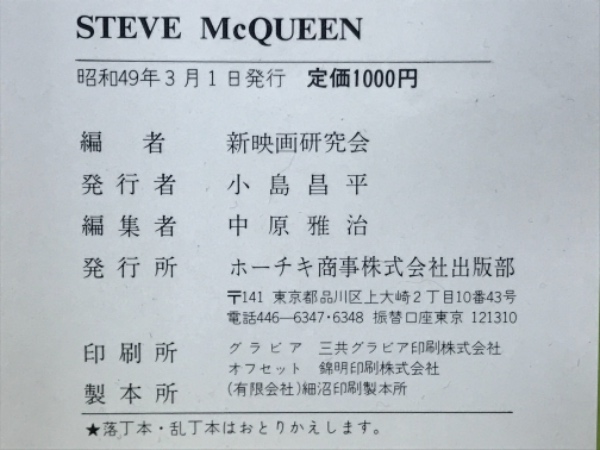 STEVE McQUEEN
昭和49年3月1日発行 定価1000円
編者 新映画研究会
発行者 小島昌平
編集者 中原雅治
発行所 ホーチキ商事株式会社出版部
〒141 東京都品川区上大崎2丁目10番43号
電話446—6347・6348 振替口座東京 121310
印刷所 グラビア 三共グラビア印刷株式会社
オフセット 錦明印刷株式会社
製本所 (有限会社)細沼印刷製本所
★落丁本・乱丁本はおとりかえします。